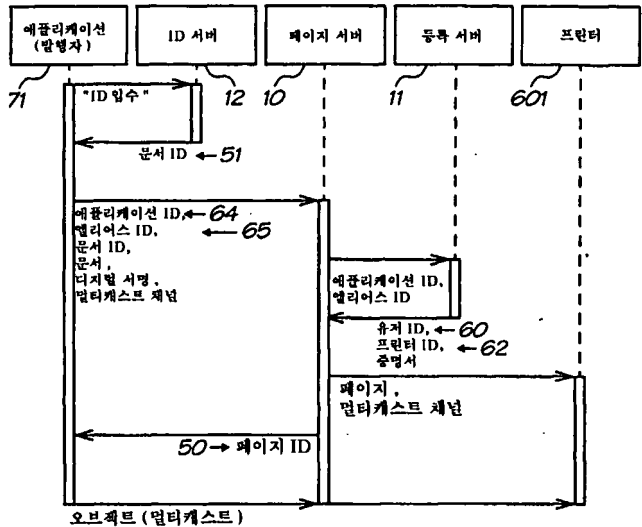 애플리케이션
(발행자)
ID 서버
페이지 서버
등록 서버
프린터
71
12
10
11
601
"ID 입수"
문서 ID
51
애플리케이션 ID,
64
앨리어스 ID,
65
문서 ID,
문서,
디지털 서명,
멀티캐스트 채널
애플리케이션 ID,
앨리어스 ID
유저 ID,
60
프린터 ID,
62
증명서
페이지,
멀티캐스트 채널
50
페이지 ID
오브젝트 (멀티캐스트)